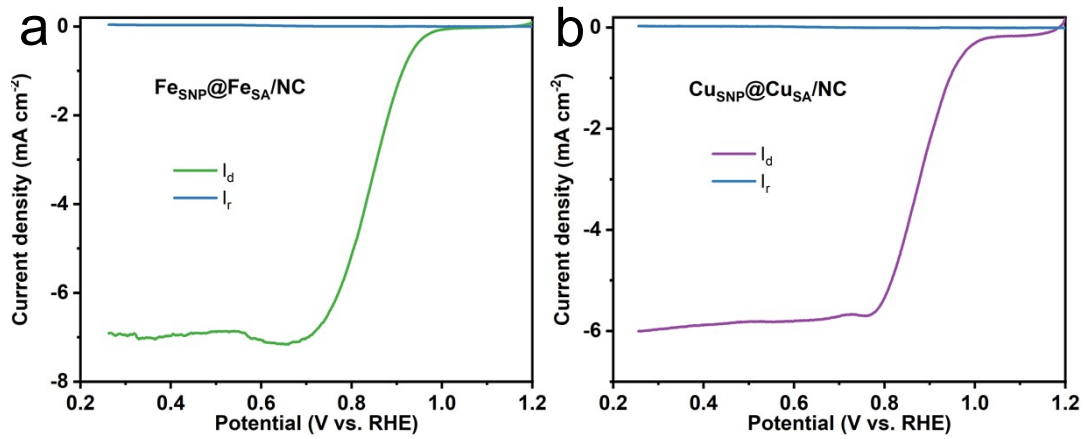 a
0
-2
-4
-6
-8
0.2 0.4 0.6 0.8 1.0 1.2
Current density (mA cm⁻²)
Potential (V vs. RHE)
Fe_SNP@Fe_SA/NC
I_d
I_r
b
0
-2
-4
-6
0.2 0.4 0.6 0.8 1.0 1.2
Current density (mA cm⁻²)
Potential (V vs. RHE)
Cu_SNP@Cu_SA/NC
I_d
I_r